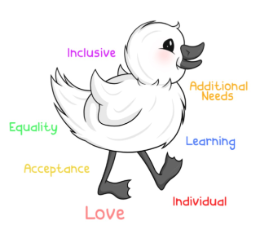 Inclusive
Additional
Needs
Equality
Learning
Acceptance
Individual
Love